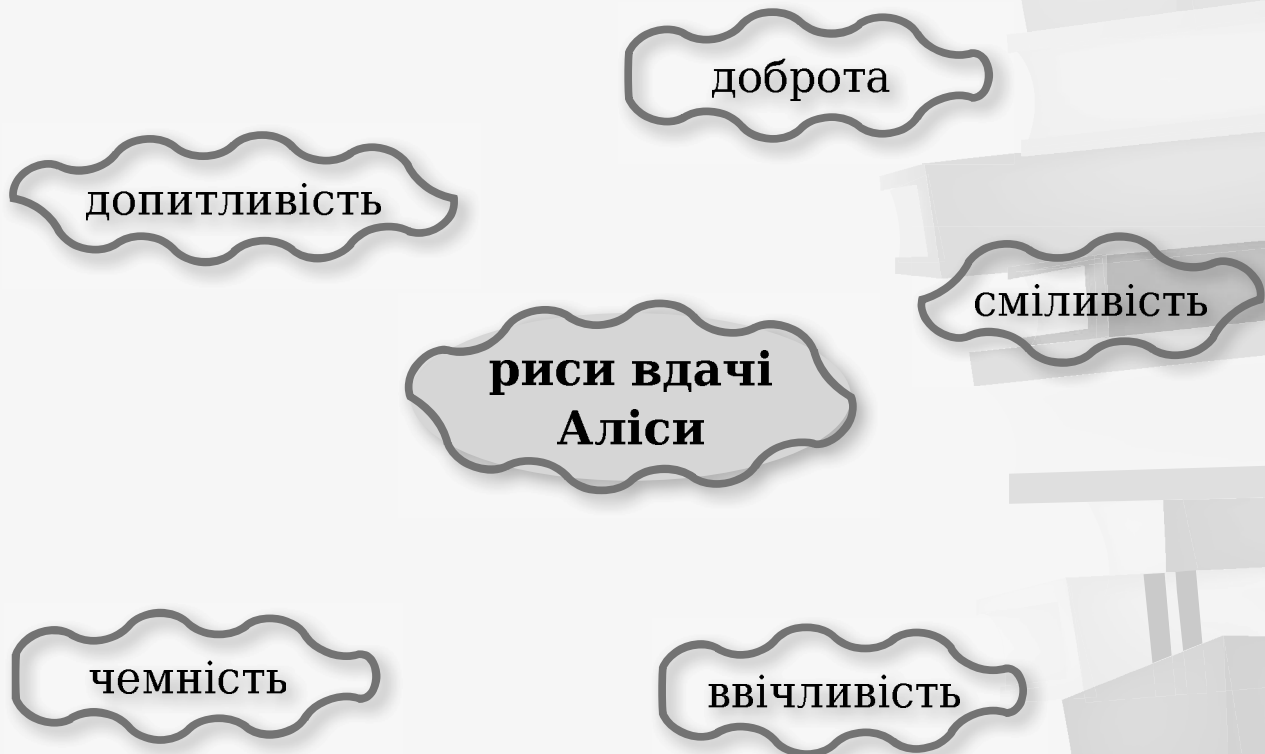 доброта
допитливість
сміливість
риси вдачі
Аліси
чемність
ввічливість